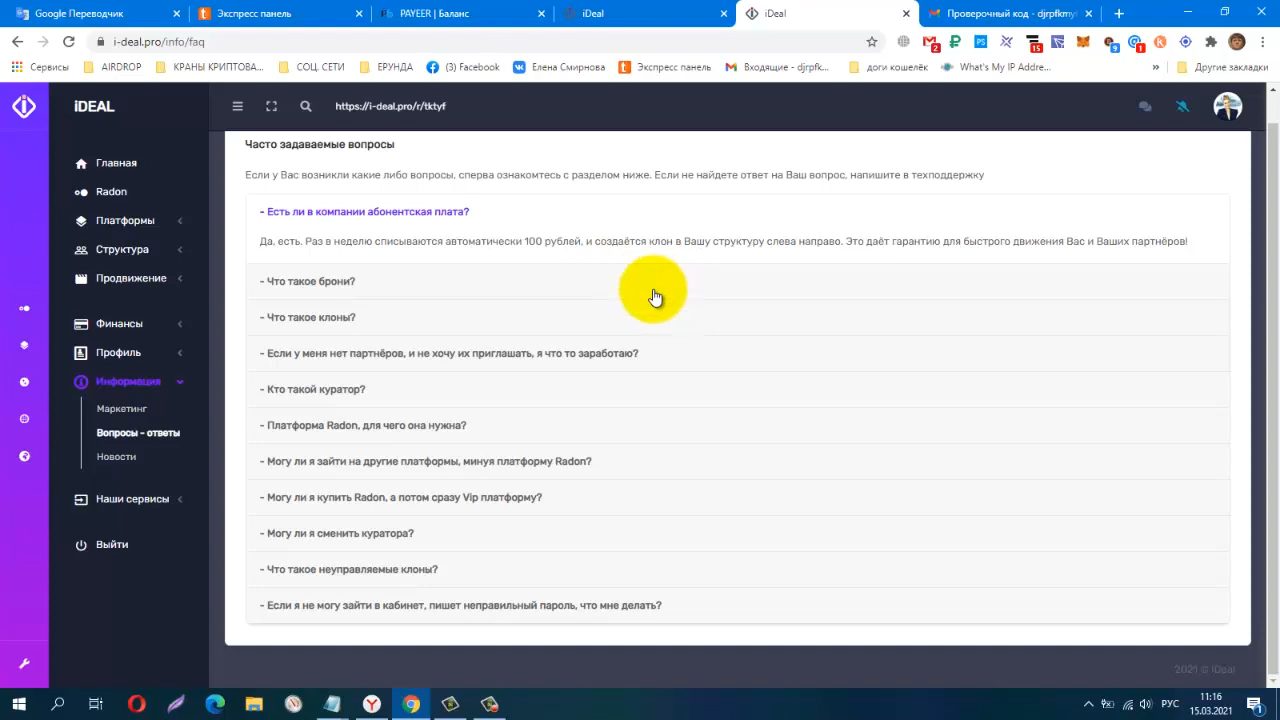 Google Переводчик
Экспресс панель
PAYEER | Баланс
iDeal
iDeal
Проверочный код - djrpfkmy
i-deal.pro/info/faq
2
15
9
1
Сервисы
AIRDROP
КРАНЫ КРИПТОВА...
СОЦ. СЕТИ
ЕРУНДА
(3) Facebook
Елена Смирнова
Экспресс панель
Входящие - djrpfk...
доги кошелёк
What's My IP Addre...
»
Другие закладки
iDEAL
https://i-deal.pro/r/tktyf
Главная
Radon
Платформы
Структура
Продвижение
Финансы
Профиль
Информация
Маркетинг
Вопросы - ответы
Новости
Наши сервисы
Выйти
Часто задаваемые вопросы
Если у Вас возникли какие либо вопросы, сперва ознакомтесь с разделом ниже. Если не найдете ответ на Ваш вопрос, напишите в техподдержку
- Есть ли в компании абонентская плата?
Да, есть. Раз в неделю списываются автоматически 100 рублей, и создаётся клон в Вашу структуру слева направо. Это даёт гарантию для быстрого движения Вас и Ваших партнёров!
- Что такое брони?
- Что такое клоны?
- Если у меня нет партнёров, и не хочу их приглашать, я что то заработаю?
- Кто такой куратор?
- Платформа Radon, для чего она нужна?
- Могу ли я зайти на другие платформы, минуя платформу Radon?
- Могу ли я купить Radon, а потом сразу Vip платформу?
- Могу ли я сменить куратора?
- Что такое неуправляемые клоны?
- Если я не могу зайти в кабинет, пишет неправильный пароль, что мне делать?
2021 © iDeal
РУС
11:16
15.03.2021